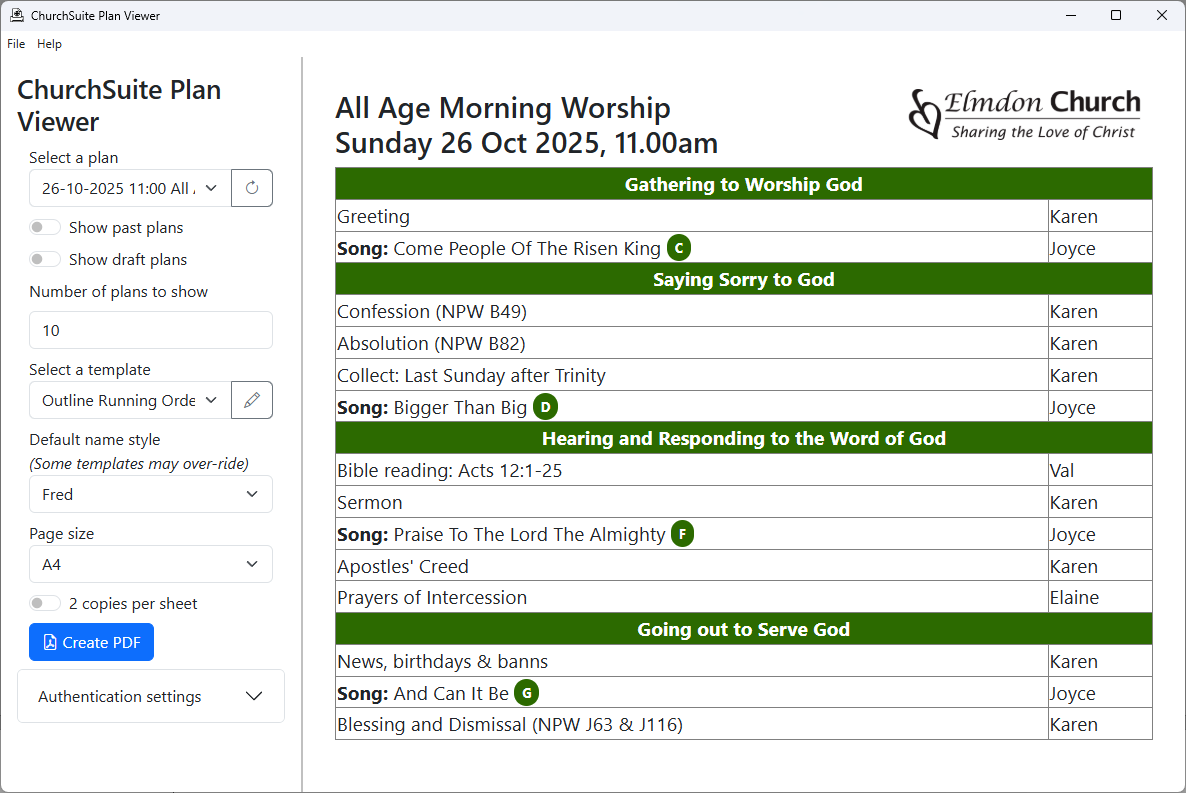 ChurchSuite Plan Viewer
File Help
ChurchSuite Plan
Viewer
Select a plan
26-10-2025 11:00 All
Show past plans
Show draft plans
Number of plans to show
10
Select a template
Outline Running Orde
Default name style
(Some templates may over-ride)
Fred
Page size
A4
2 copies per sheet
Create PDF
Authentication settings
All Age Morning Worship
Sunday 26 Oct 2025, 11.00am
Elmdon Church
Sharing the Love of Christ
Gathering to Worship God
Greeting Karen
Song: Come People Of The Risen King C Joyce
Saying Sorry to God
Confession (NPW B49) Karen
Absolution (NPW B82) Karen
Collect: Last Sunday after Trinity Karen
Song: Bigger Than Big D Joyce
Hearing and Responding to the Word of God
Bible reading: Acts 12:1-25 Val
Sermon Karen
Song: Praise To The Lord The Almighty F Joyce
Apostles' Creed Karen
Prayers of Intercession Elaine
Going out to Serve God
News, birthdays & banns Karen
Song: And Can It Be G Joyce
Blessing and Dismissal (NPW J63 & J116) Karen